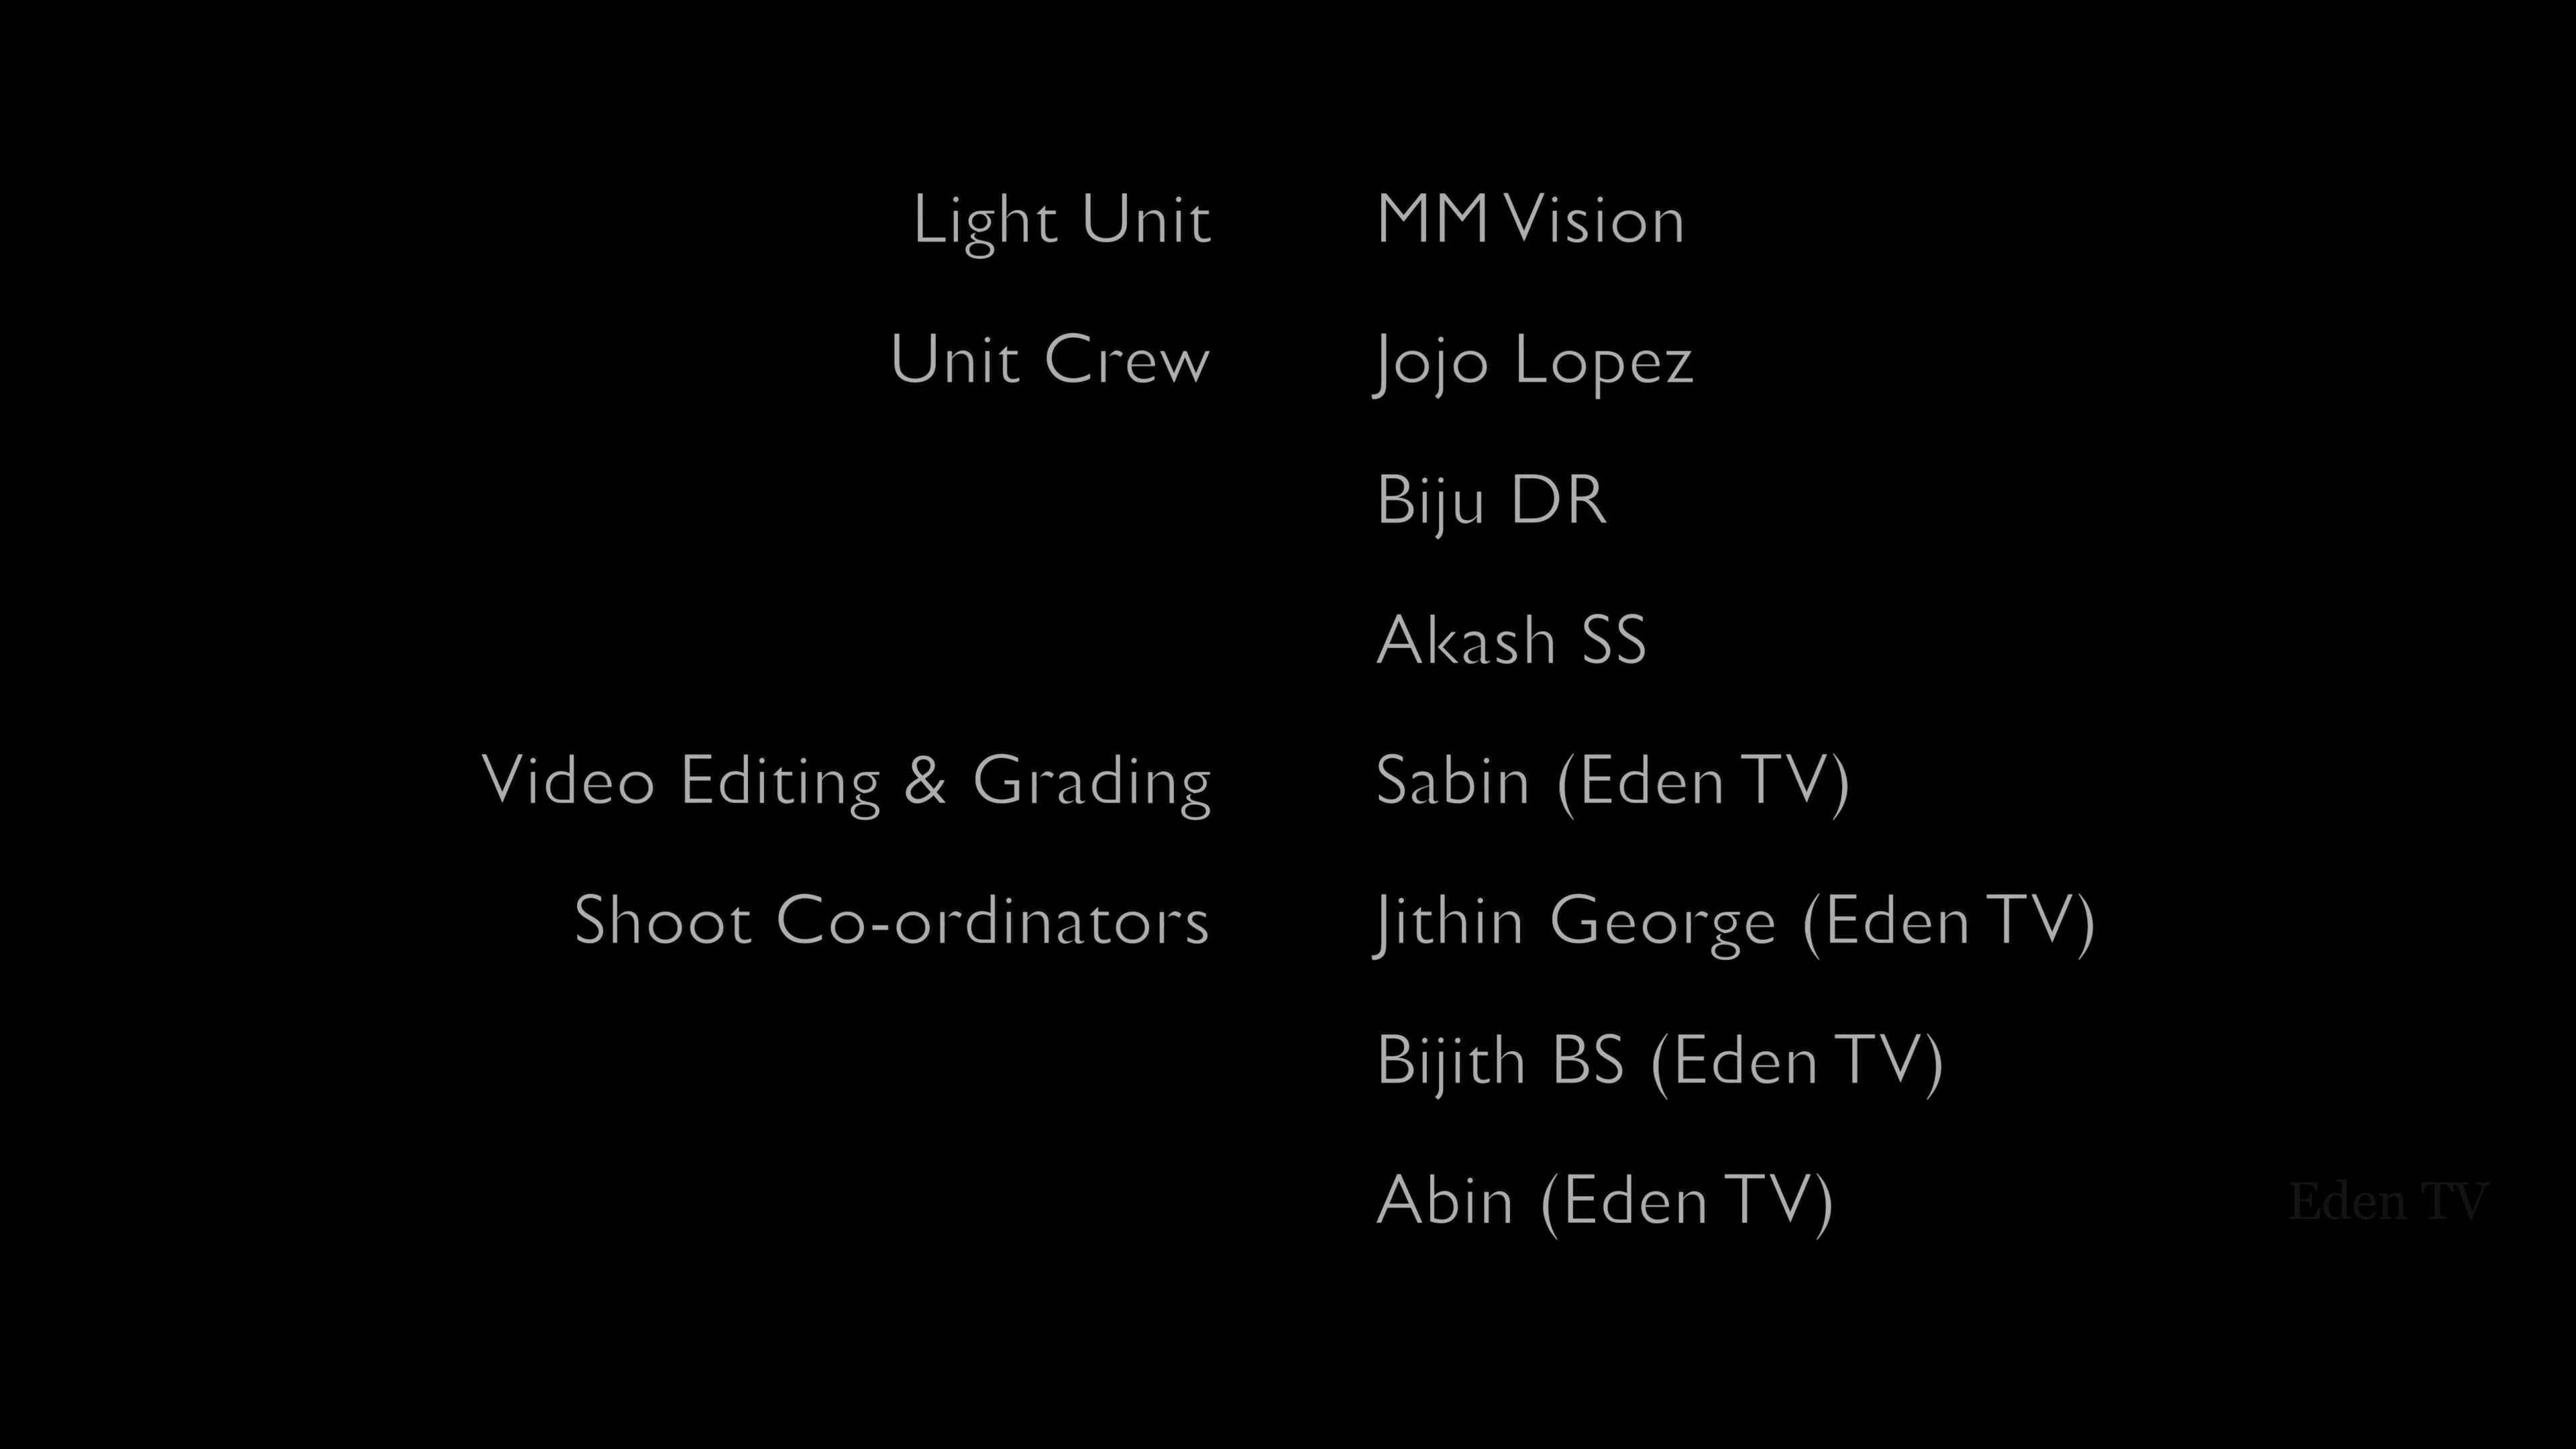 Light Unit MM Vision
Unit Crew Jojo Lopez
Biju DR
Akash SS
Video Editing & Grading Sabin (Eden TV)
Shoot Co-ordinators Jithin George (Eden TV)
Bijith BS (Eden TV)
Abin (Eden TV)
Eden TV